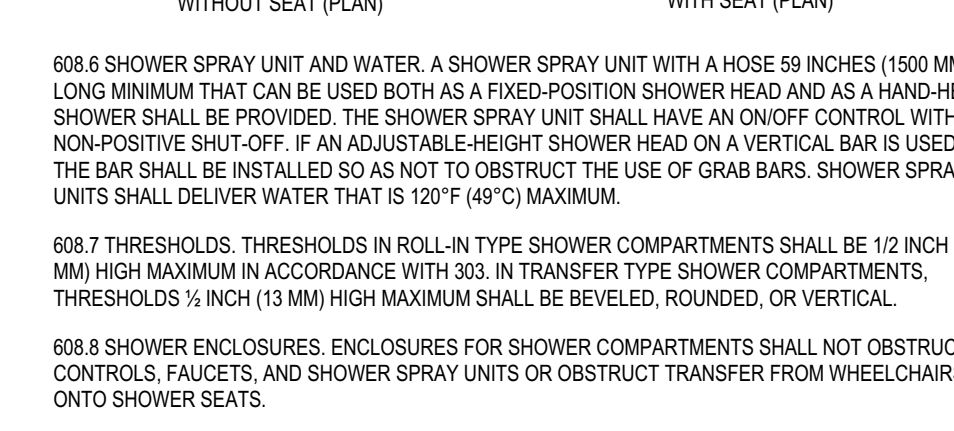 WITHOUT SEAT (PLAN) WITH SEAT (PLAN)
608.6 SHOWER SPRAY UNIT AND WATER. A SHOWER SPRAY UNIT WITH A HOSE 59 INCHES (1500 MM
LONG MINIMUM THAT CAN BE USED BOTH AS A FIXED-POSITION SHOWER HEAD AND AS A HAND-HE
SHOWER SHALL BE PROVIDED. THE SHOWER SPRAY UNIT SHALL HAVE AN ON/OFF CONTROL WITH
NON-POSITIVE SHUT-OFF. IF AN ADJUSTABLE-HEIGHT SHOWER HEAD ON A VERTICAL BAR IS USED
THE BAR SHALL BE INSTALLED SO AS NOT TO OBSTRUCT THE USE OF GRAB BARS. SHOWER SPRA
UNITS SHALL DELIVER WATER THAT IS 120°F (49°C) MAXIMUM.
608.7 THRESHOLDS. THRESHOLDS IN ROLL-IN TYPE SHOWER COMPARTMENTS SHALL BE 1/2 INCH
MM) HIGH MAXIMUM IN ACCORDANCE WITH 303. IN TRANSFER TYPE SHOWER COMPARTMENTS,
THRESHOLDS ½ INCH (13 MM) HIGH MAXIMUM SHALL BE BEVELED, ROUNDED, OR VERTICAL.
608.8 SHOWER ENCLOSURES. ENCLOSURES FOR SHOWER COMPARTMENTS SHALL NOT OBSTRUC
CONTROLS, FAUCETS, AND SHOWER SPRAY UNITS OR OBSTRUCT TRANSFER FROM WHEELCHAIRS
ONTO SHOWER SEATS.